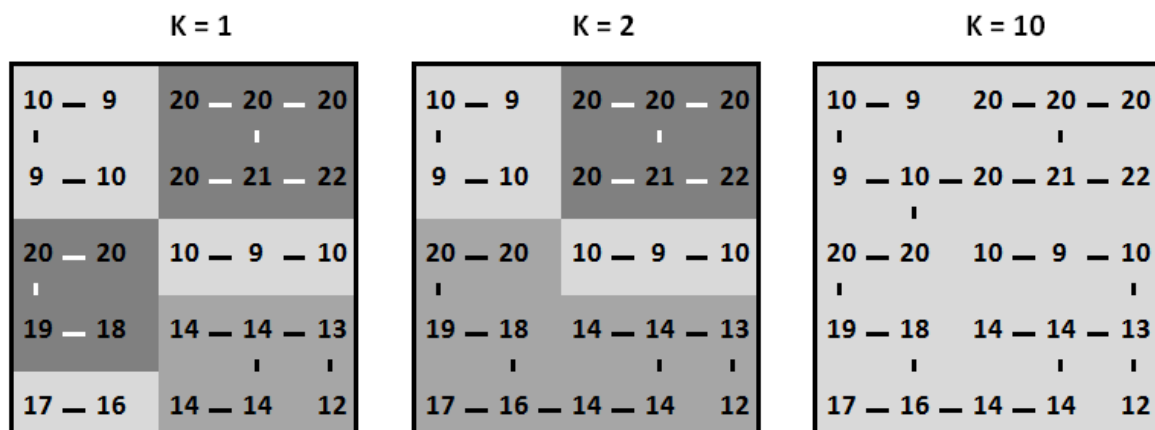 K = 1 K = 2 K = 10
10 9 20 20 20 10 9 20 20 20 10 9 20 20 20
9 10 20 21 22 9 10 20 21 22 9 10 20 21 22
20 20 10 9 10 20 20 10 9 10 20 20 10 9 10
19 18 14 14 13 19 18 14 14 13 19 18 14 14 13
17 16 14 14 12 17 16 14 14 12 17 16 14 14 12